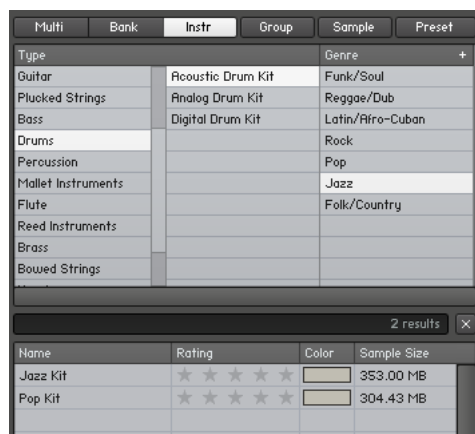 Multi Bank Instr Group Sample Preset
Type Genre +
Guitar Acoustic Drum Kit Funk/Soul
Plucked Strings Analog Drum Kit Reggae/Dub
Bass Digital Drum Kit Latin/Afro-Cuban
Drums Rock
Percussion Pop
Mallet Instruments Jazz
Flute Folk/Country
Reed Instruments
Brass
Bowed Strings
2 results ×
Name Rating Color Sample Size
Jazz Kit 353.00 MB
Pop Kit 304.43 MB